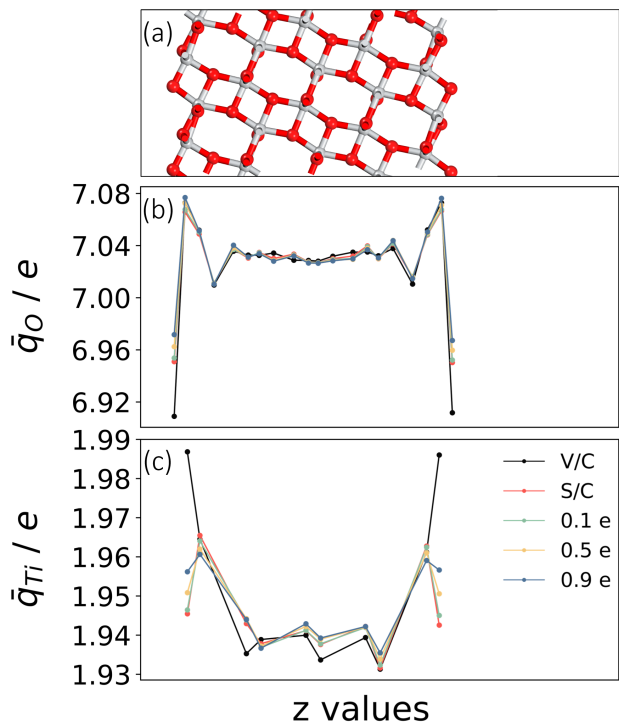 (a)
(b)
7.08
7.04
7.00
6.96
6.92
q̄O / e
(c)
1.99
1.98
1.97
1.96
1.95
1.94
1.93
q̄Ti / e
V/C
S/C
0.1 e
0.5 e
0.9 e
z values